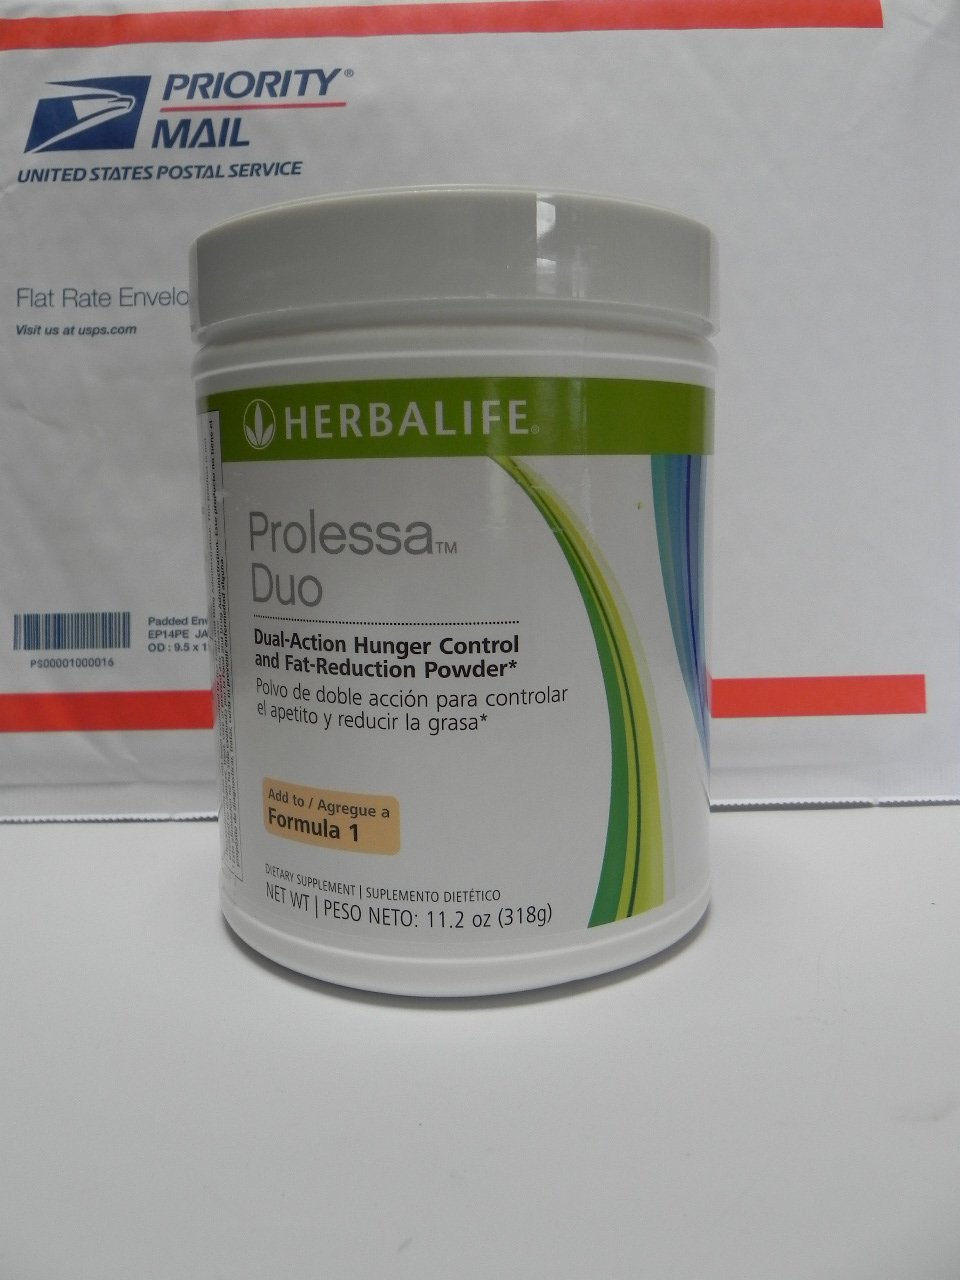 PRIORITY®
MAIL
UNITED STATES POSTAL SERVICE
Flat Rate Envelo
Visit us at usps.com
HERBALIFE®
Prolessa™
Duo
Dual-Action Hunger Control
and Fat-Reduction Powder*
Polvo de doble acción para controlar
el apetito y reducir la grasa*
Padded Env
EP14PE JA
OD : 9.5 x 1
PS00001000016
Add to / Agregue a
Formula 1
DIETARY SUPPLEMENT | SUPLEMENTO DIETÉTICO
NET WT | PESO NETO: 11.2 oz (318g)